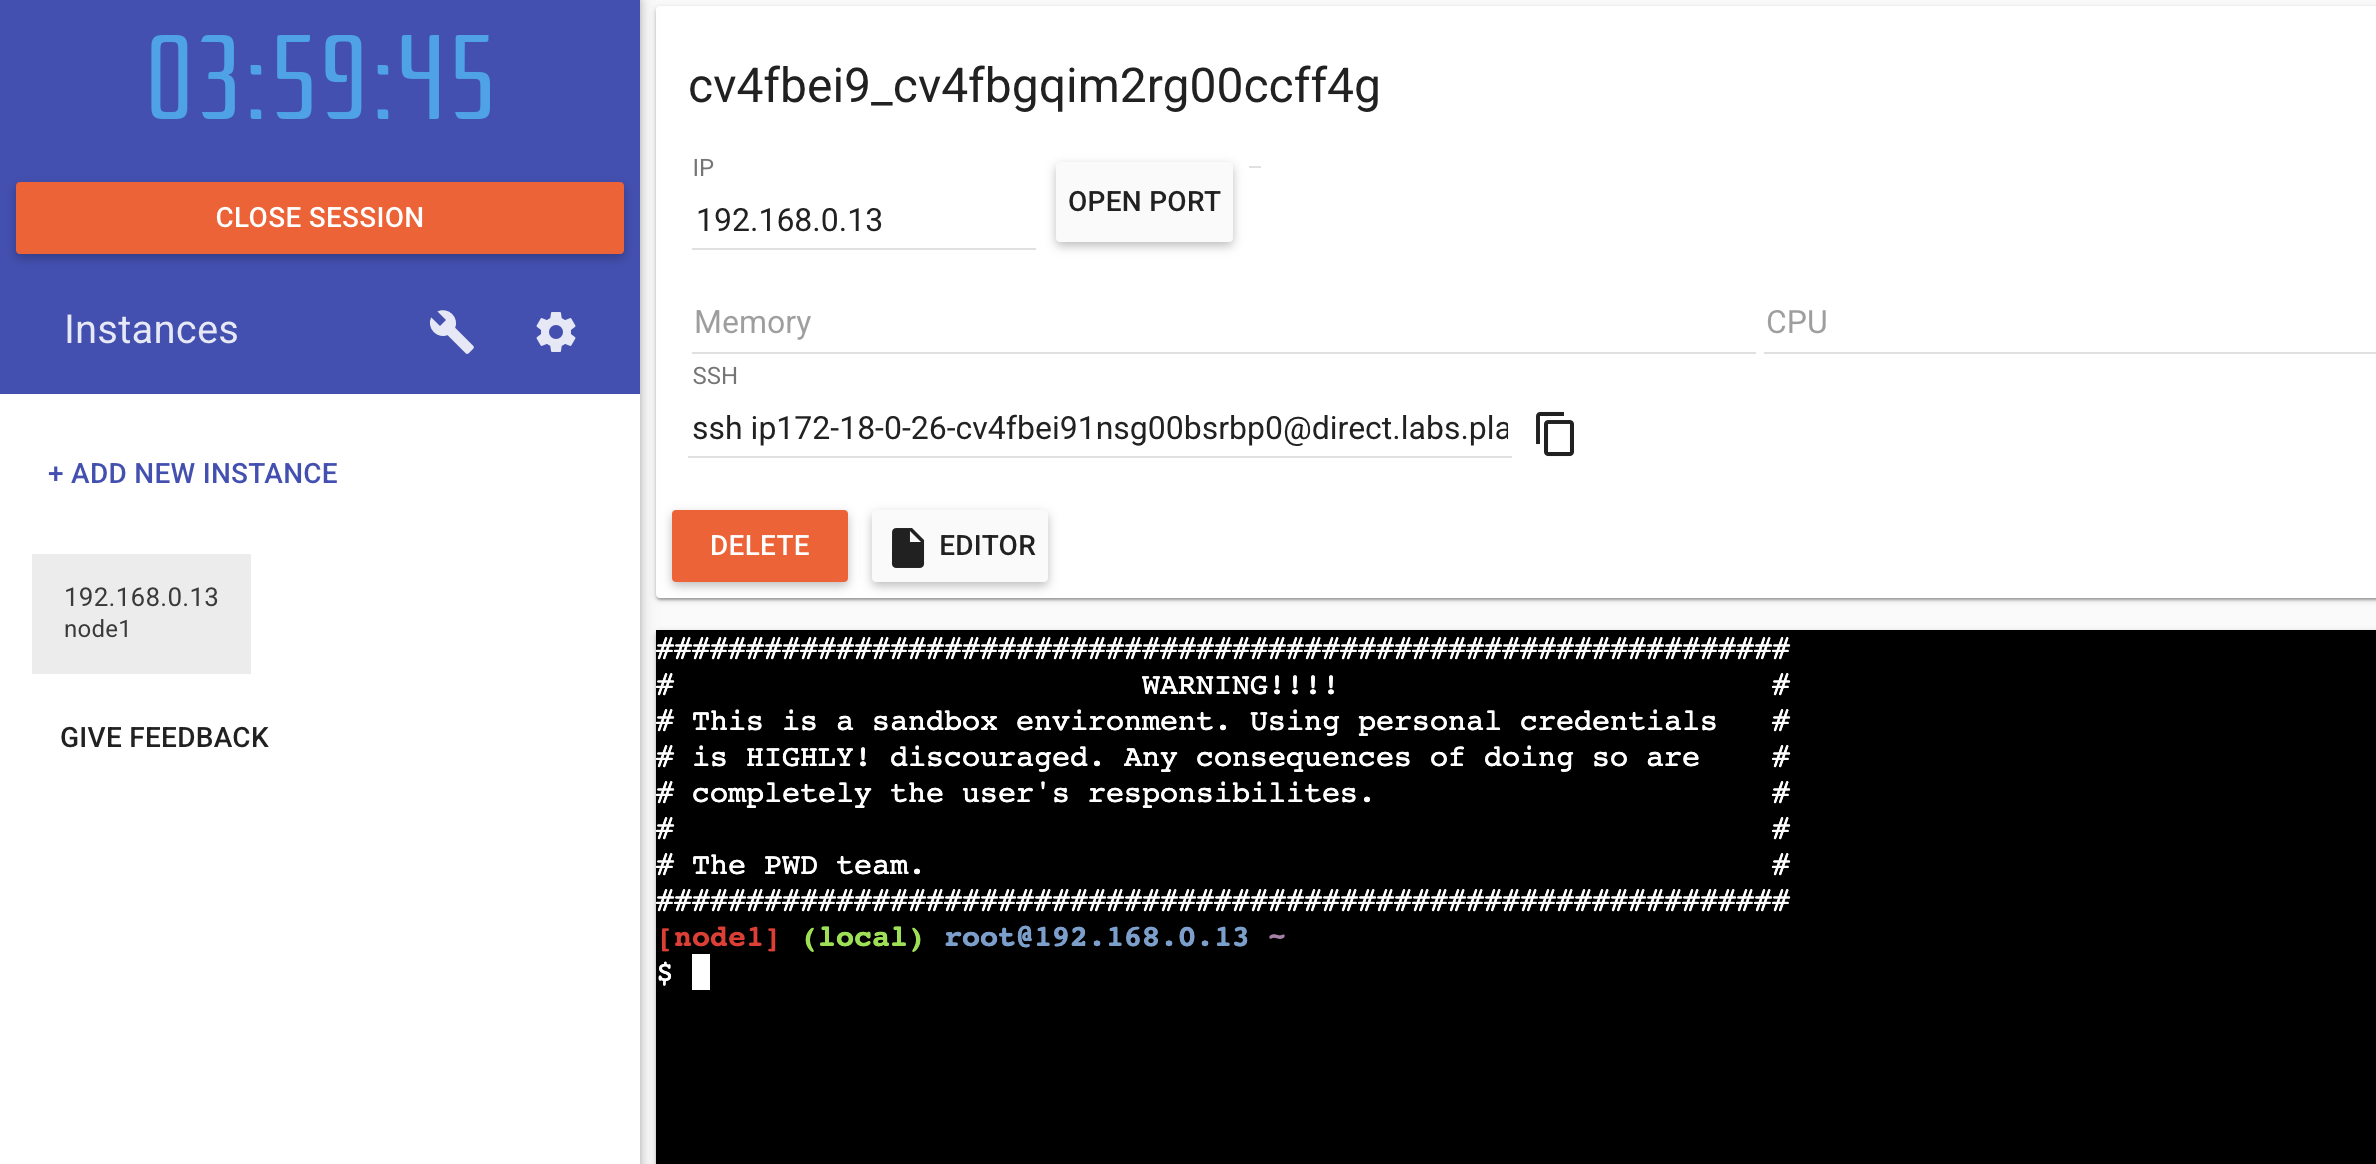 03:59:45
CLOSE SESSION
Instances
+ ADD NEW INSTANCE
192.168.0.13
node1
GIVE FEEDBACK
cv4fbei9_cv4fbgqim2rg00ccff4g
IP
192.168.0.13
OPEN PORT
Memory
CPU
SSH
ssh ip172-18-0-26-cv4fbei91nsg00bsrbp0@direct.labs.pla
DELETE
EDITOR
###############################################################
#                          WARNING!!!!                        #
# This is a sandbox environment. Using personal credentials   #
# is HIGHLY! discouraged. Any consequences of doing so are    #
# completely the user's responsibilites.                      #
#                                                             #
# The PWD team.                                               #
###############################################################
[node1] (local) root@192.168.0.13 ~
$